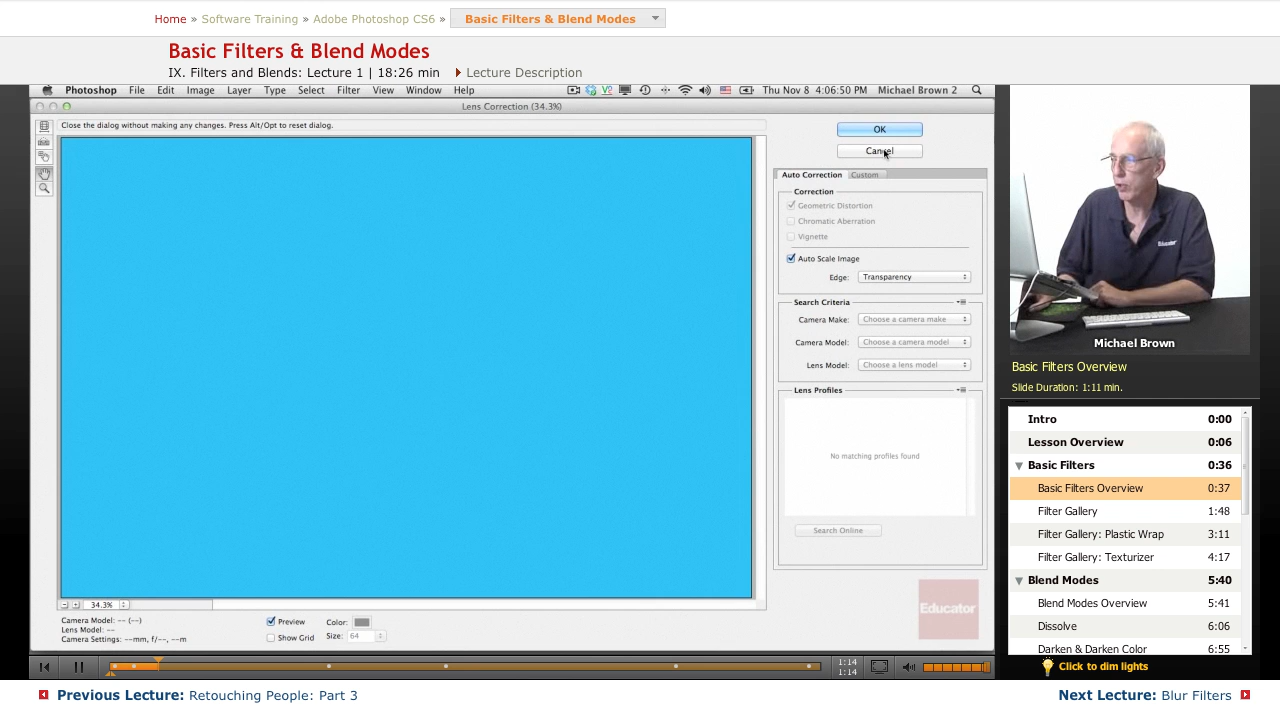 Home » Software Training » Adobe Photoshop CS6 » Basic Filters & Blend Modes
Basic Filters & Blend Modes
IX. Filters and Blends: Lecture 1 | 18:26 min Lecture Description
Photoshop File Edit Image Layer Type Select Filter View Window Help Thu Nov 8 4:06:50 PM Michael Brown 2
Lens Correction (34.3%)
Close the dialog without making any changes. Press Alt/Opt to reset dialog.
OK
Cancel
Auto Correction Custom
Correction
Geometric Distortion
Chromatic Aberration
Vignette
Auto Scale Image
Edge: Transparency
Search Criteria
Camera Make: Choose a camera make
Camera Model: Choose a camera model
Lens Model: Choose a lens model
Lens Profiles
No matching profiles found
Search Online
34.3%
Camera Model: -- (--)
Lens Model: --
Camera Settings: --mm, f/--, --m
Preview Color:
Show Grid Size: 64
Educator
Educator
Michael Brown
Basic Filters Overview
Slide Duration: 1:11 min.
Intro 0:00
Lesson Overview 0:06
Basic Filters 0:36
Basic Filters Overview 0:37
Filter Gallery 1:48
Filter Gallery: Plastic Wrap 3:11
Filter Gallery: Texturizer 4:17
Blend Modes 5:40
Blend Modes Overview 5:41
Dissolve 6:06
Darken & Darken Color 6:55
1:14
1:14
Click to dim lights
Previous Lecture: Retouching People: Part 3
Next Lecture: Blur Filters